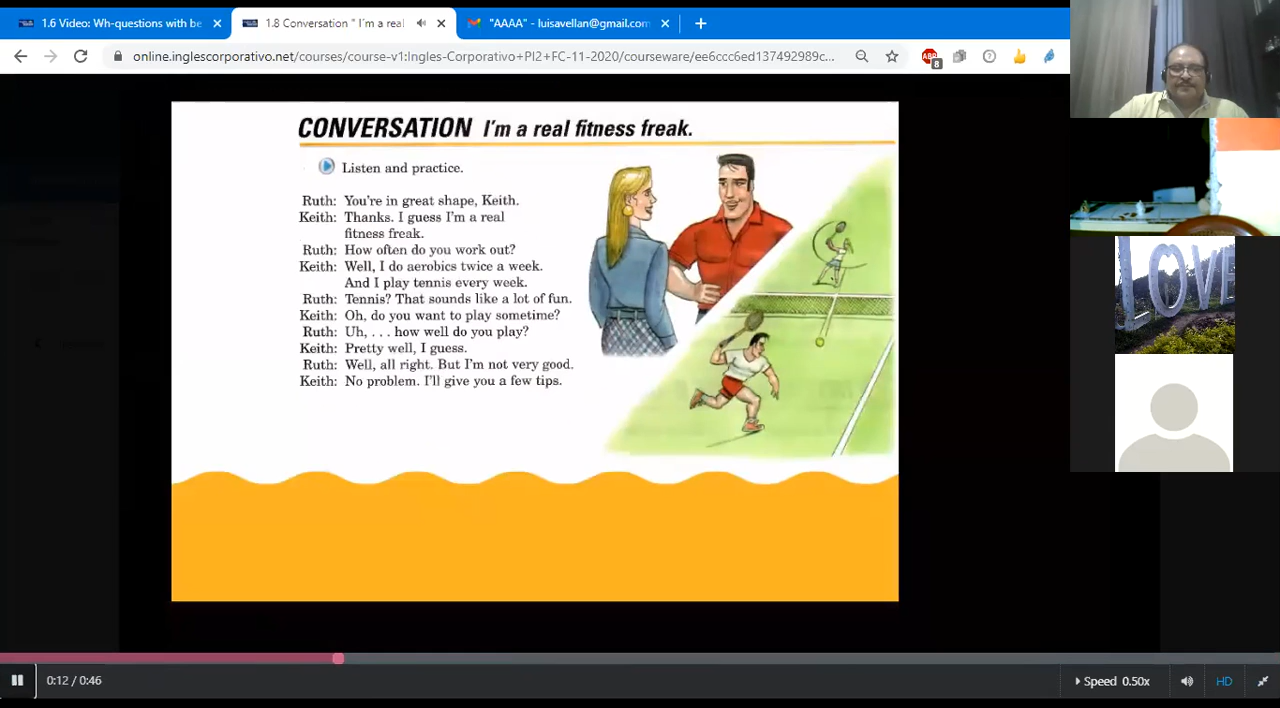 1.6 Video: Wh-questions with be
1.8 Conversation " I´m a real
"AAAA" - luisavellan@gmail.com
online.inglescorporativo.net/courses/course-v1:Ingles-Corporativo+PI2+FC-11-2020/courseware/ee6ccc6ed137492989c...
ABP
8
CONVERSATION I'm a real fitness freak.
Listen and practice.
Ruth: You're in great shape, Keith.
Keith: Thanks. I guess I'm a real
fitness freak.
Ruth: How often do you work out?
Keith: Well, I do aerobics twice a week.
And I play tennis every week.
Ruth: Tennis? That sounds like a lot of fun.
Keith: Oh, do you want to play sometime?
Ruth: Uh, . . . how well do you play?
Keith: Pretty well, I guess.
Ruth: Well, all right. But I'm not very good.
Keith: No problem. I'll give you a few tips.
LOVE
0:12 / 0:46
Speed 0.50x
HD